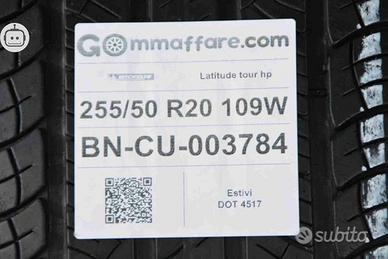 Gommaffare.com
MICHELIN
Latitude tour hp
255/50 R20 109W
BN-CU-003784
Estivi
DOT 4517
subito